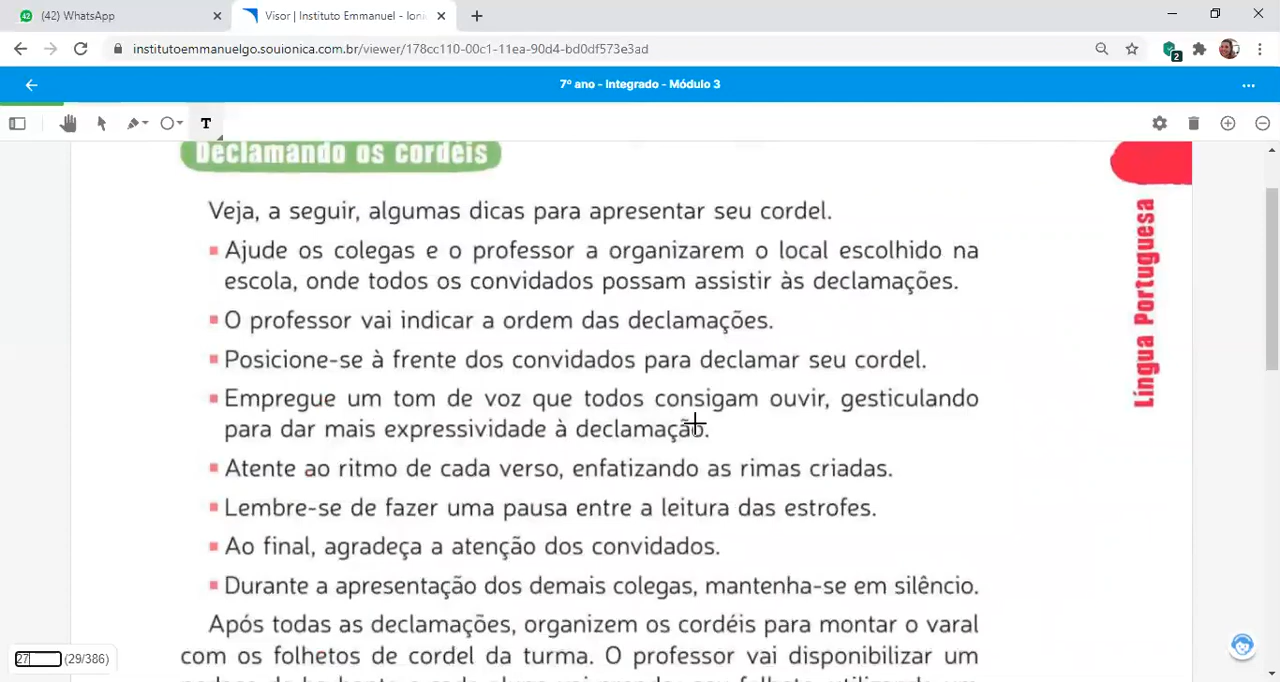 (42) WhatsApp
Visor | Instituto Emmanuel - Ioni
institutoemmanuelgo.souionica.com.br/viewer/178cc110-00c1-11ea-90d4-bd0df573e3ad
2
7º ano - Integrado - Módulo 3
T
Declamando os cordéis
Veja, a seguir, algumas dicas para apresentar seu cordel.
Ajude os colegas e o professor a organizarem o local escolhido na
escola, onde todos os convidados possam assistir às declamações.
O professor vai indicar a ordem das declamações.
Posicione-se à frente dos convidados para declamar seu cordel.
Empregue um tom de voz que todos consigam ouvir, gesticulando
para dar mais expressividade à declamação.
Atente ao ritmo de cada verso, enfatizando as rimas criadas.
Lembre-se de fazer uma pausa entre a leitura das estrofes.
Ao final, agradeça a atenção dos convidados.
Durante a apresentação dos demais colegas, mantenha-se em silêncio.
Após todas as declamações, organizem os cordéis para montar o varal
com os folhetos de cordel da turma. O professor vai disponibilizar um
Língua Portuguesa
27 (29/386)